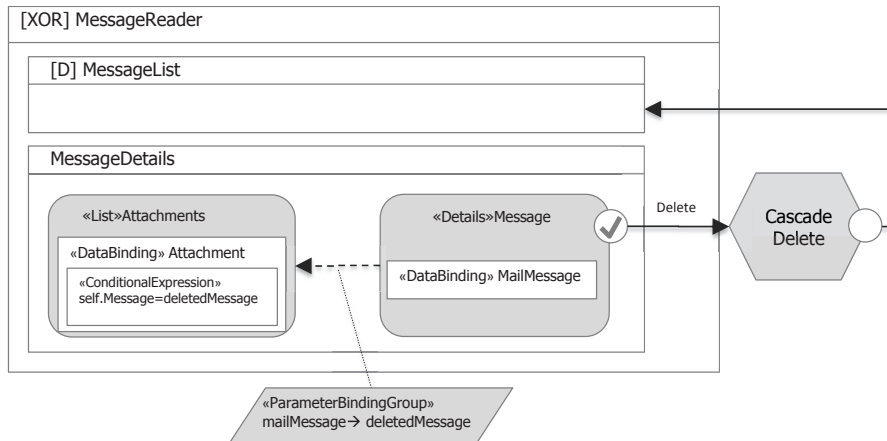 [XOR] MessageReader
[D] MessageList
MessageDetails
«List»Attachments
«DataBinding» Attachment
«ConditionalExpression»
self.Message=deletedMessage
«Details»Message
«DataBinding» MailMessage
Delete
Cascade
Delete
«ParameterBindingGroup»
mailMessage→ deletedMessage